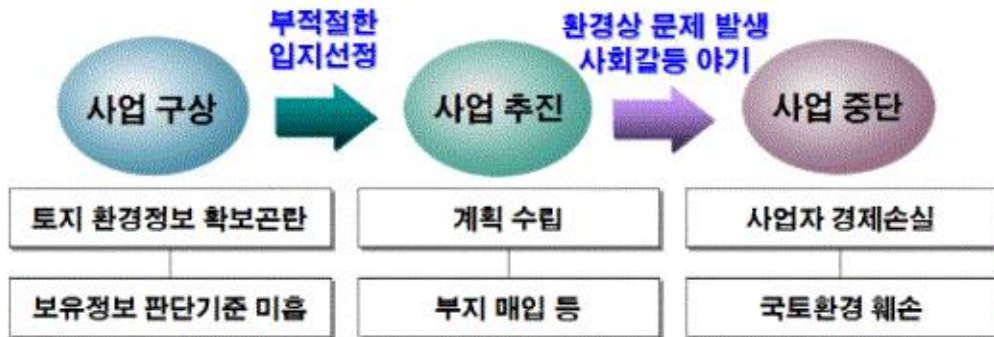 부적절한
입지선정
환경상 문제 발생
사회갈등 야기
사업 구상
사업 추진
사업 중단
토지 환경정보 확보곤란
계획 수립
사업자 경제손실
보유정보 판단기준 미흡
부지 매입 등
국토환경 훼손